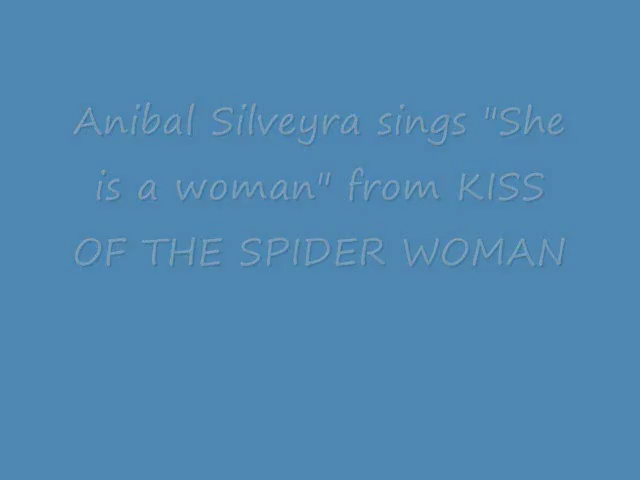 Anibal Silveyra sings "She
is a woman" from KISS
OF THE SPIDER WOMAN